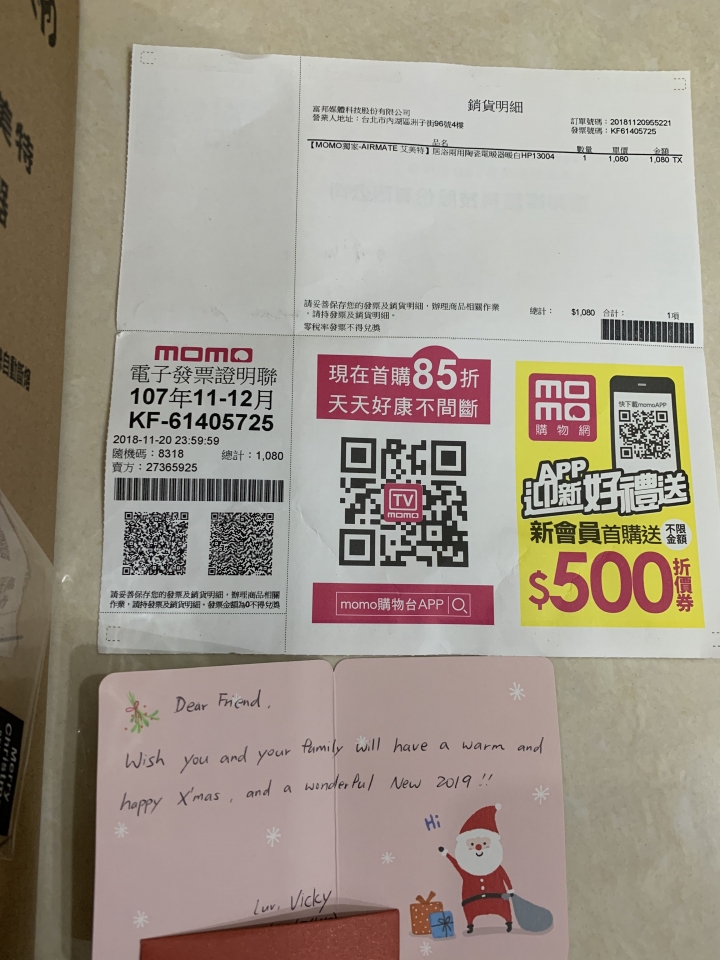 銷貨明細
富邦媒體科技股份有限公司
營業人地址：台北市內湖區洲子街96號4樓
訂單號碼：20181120955221
發票號碼：KF61405725
品名 數量 單價 金額
【MOMO獨家-AIRMATE 艾美特】居浴兩用陶瓷電暖器暖白HP13004 1 1,080 1,080 TX
請妥善保存您的發票及銷貨明細，辦理商品相關作業
，請持發票及銷貨明細。
零稅率發票不得兌獎
總計： $1,080 合計： 1項
momo
電子發票證明聯
107年11-12月
KF-61405725
2018-11-20 23:59:59
隨機碼：8318 總計：1,080
賣方：27365925
請妥善保存您的發票及銷貨明細，辦理商品相關
作業，請持發票及銷貨明細。發票金額為0不得兌獎
現在首購85折
天天好康不間斷
TV
momo
momo購物台APP
momo
購物網
快下載momoAPP
APP
迎新好禮送
新會員首購送 不限金額
$500折價券
Dear Friend,
Wish you and your family will have a warm and
happy X'mas, and a wonderful New 2019!!
Hi
luv, Vicky
美特
器
自動斷電
Merry